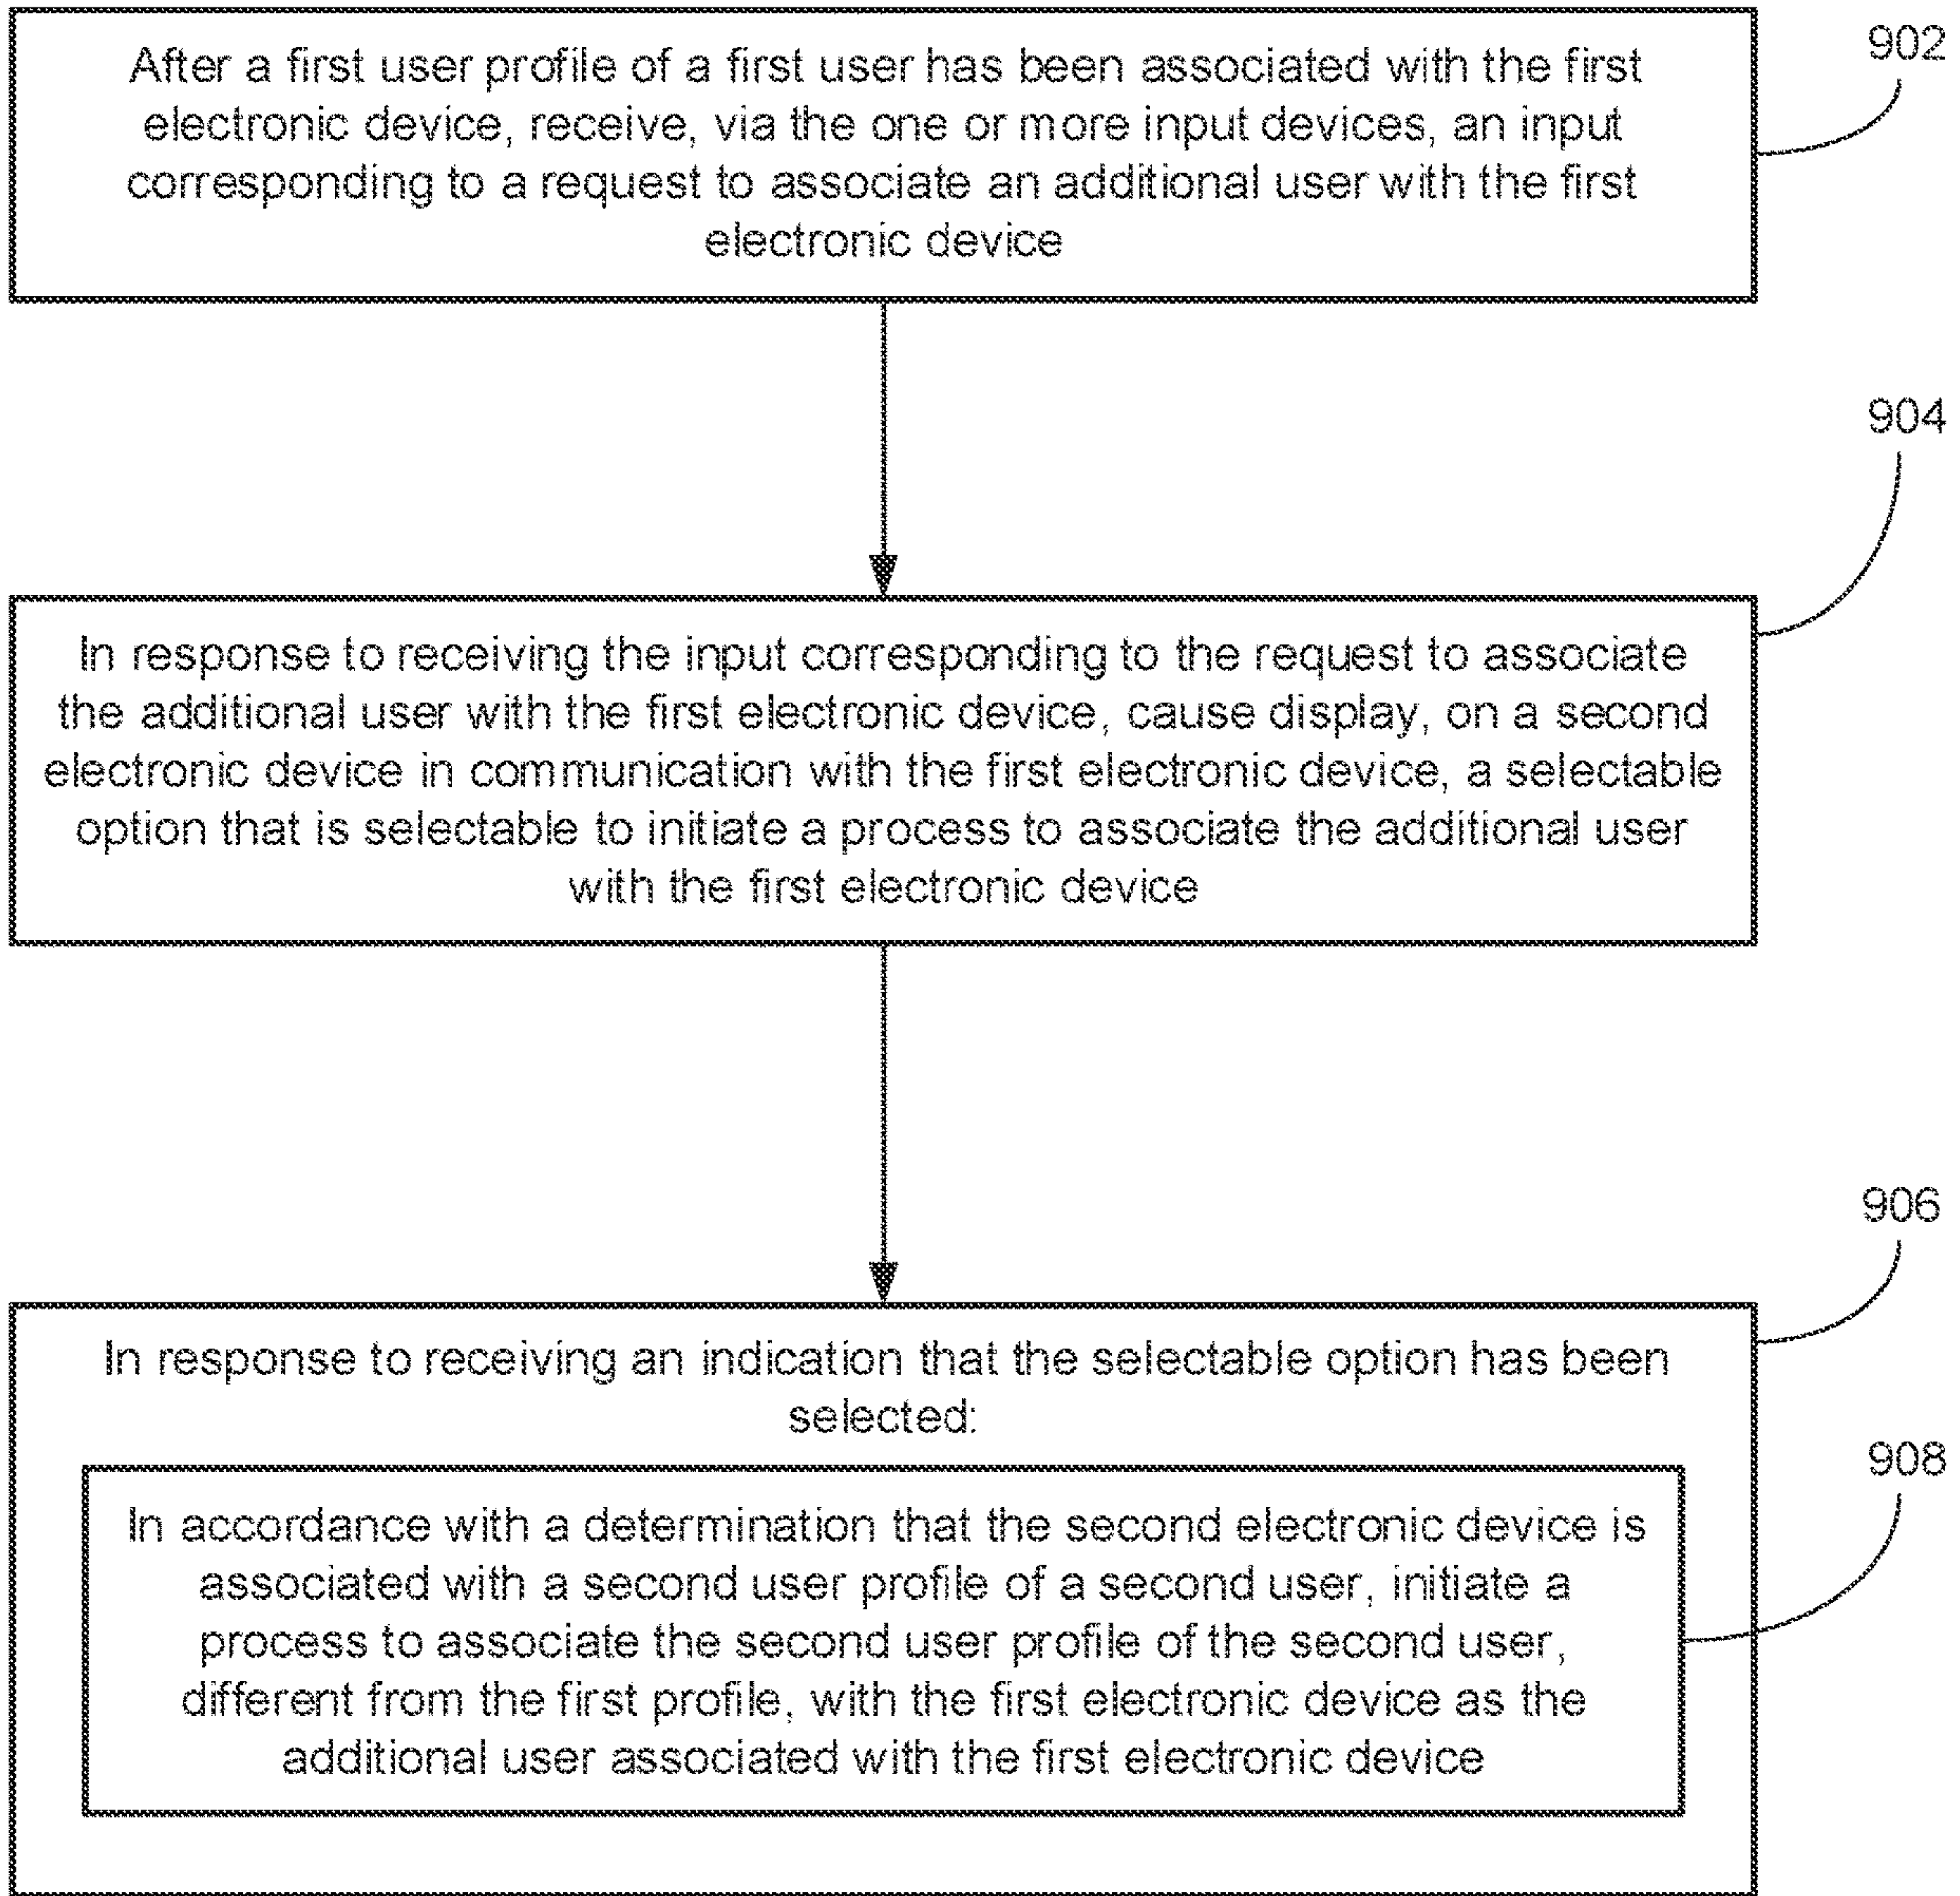 After a first user profile of a first user has been associated with the first
electronic device, receive, via the one or more input devices, an input
corresponding to a request to associate an additional user with the first
electronic device
902
In response to receiving the input corresponding to the request to associate
the additional user with the first electronic device, cause display, on a second
electronic device in communication with the first electronic device, a selectable
option that is selectable to initiate a process to associate the additional user
with the first electronic device
904
In response to receiving an indication that the selectable option has been
selected:
906
In accordance with a determination that the second electronic device is
associated with a second user profile of a second user, initiate a
process to associate the second user profile of the second user,
different from the first profile, with the first electronic device as the
additional user associated with the first electronic device
908